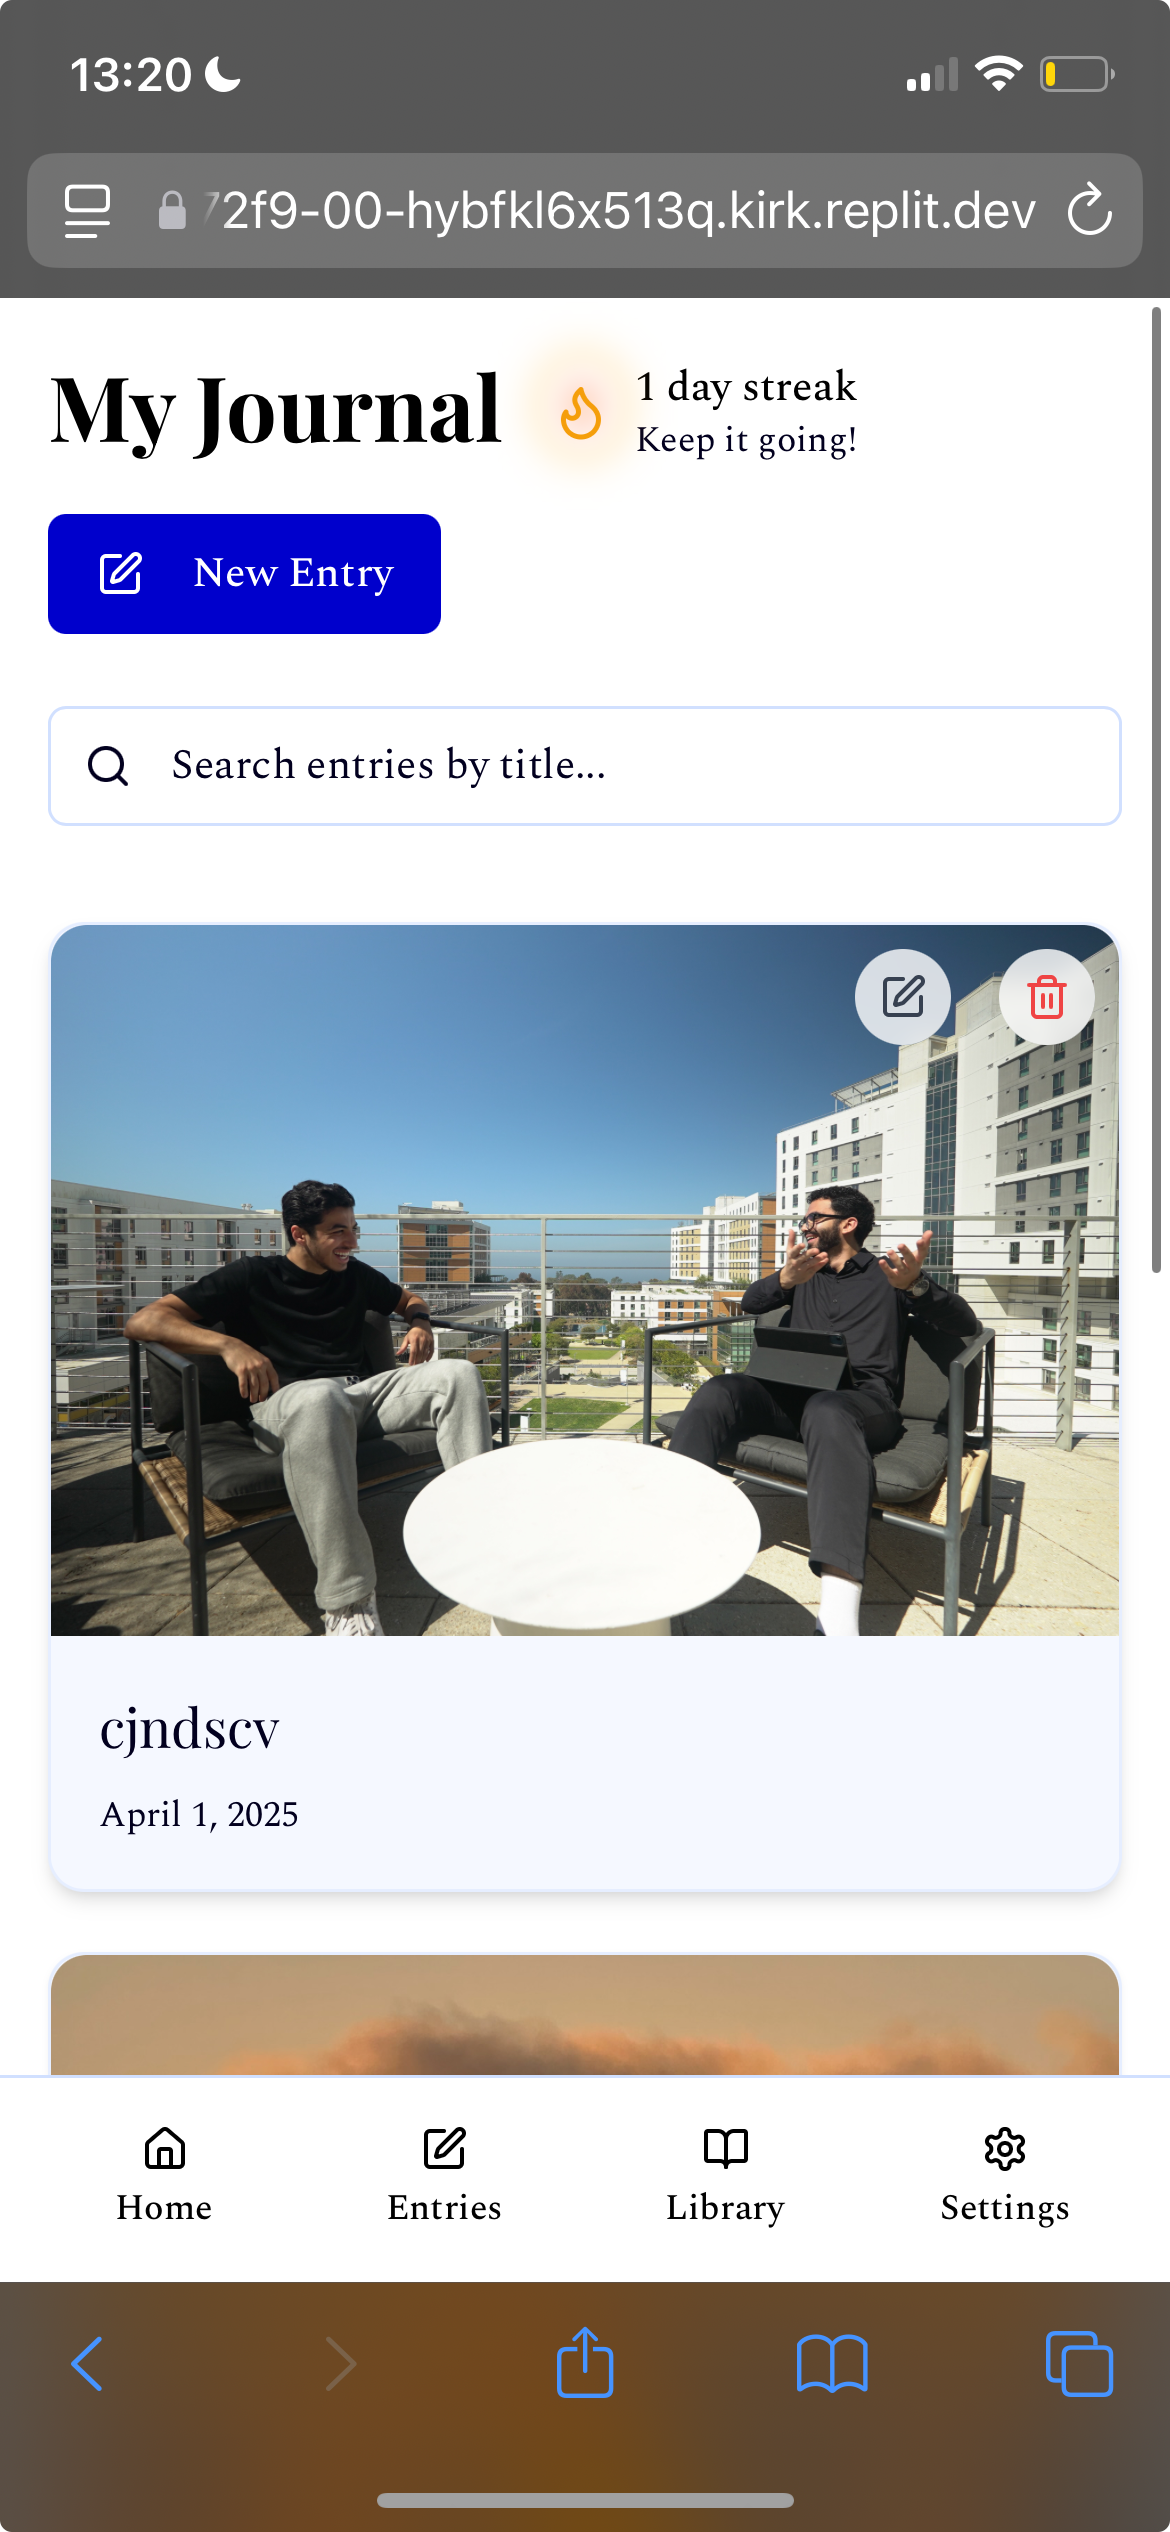 13:20
72f9-00-hybfkl6x513q.kirk.replit.dev
My Journal
1 day streak
Keep it going!
New Entry
Search entries by title...
cjndscv
April 1, 2025
Home
Entries
Library
Settings